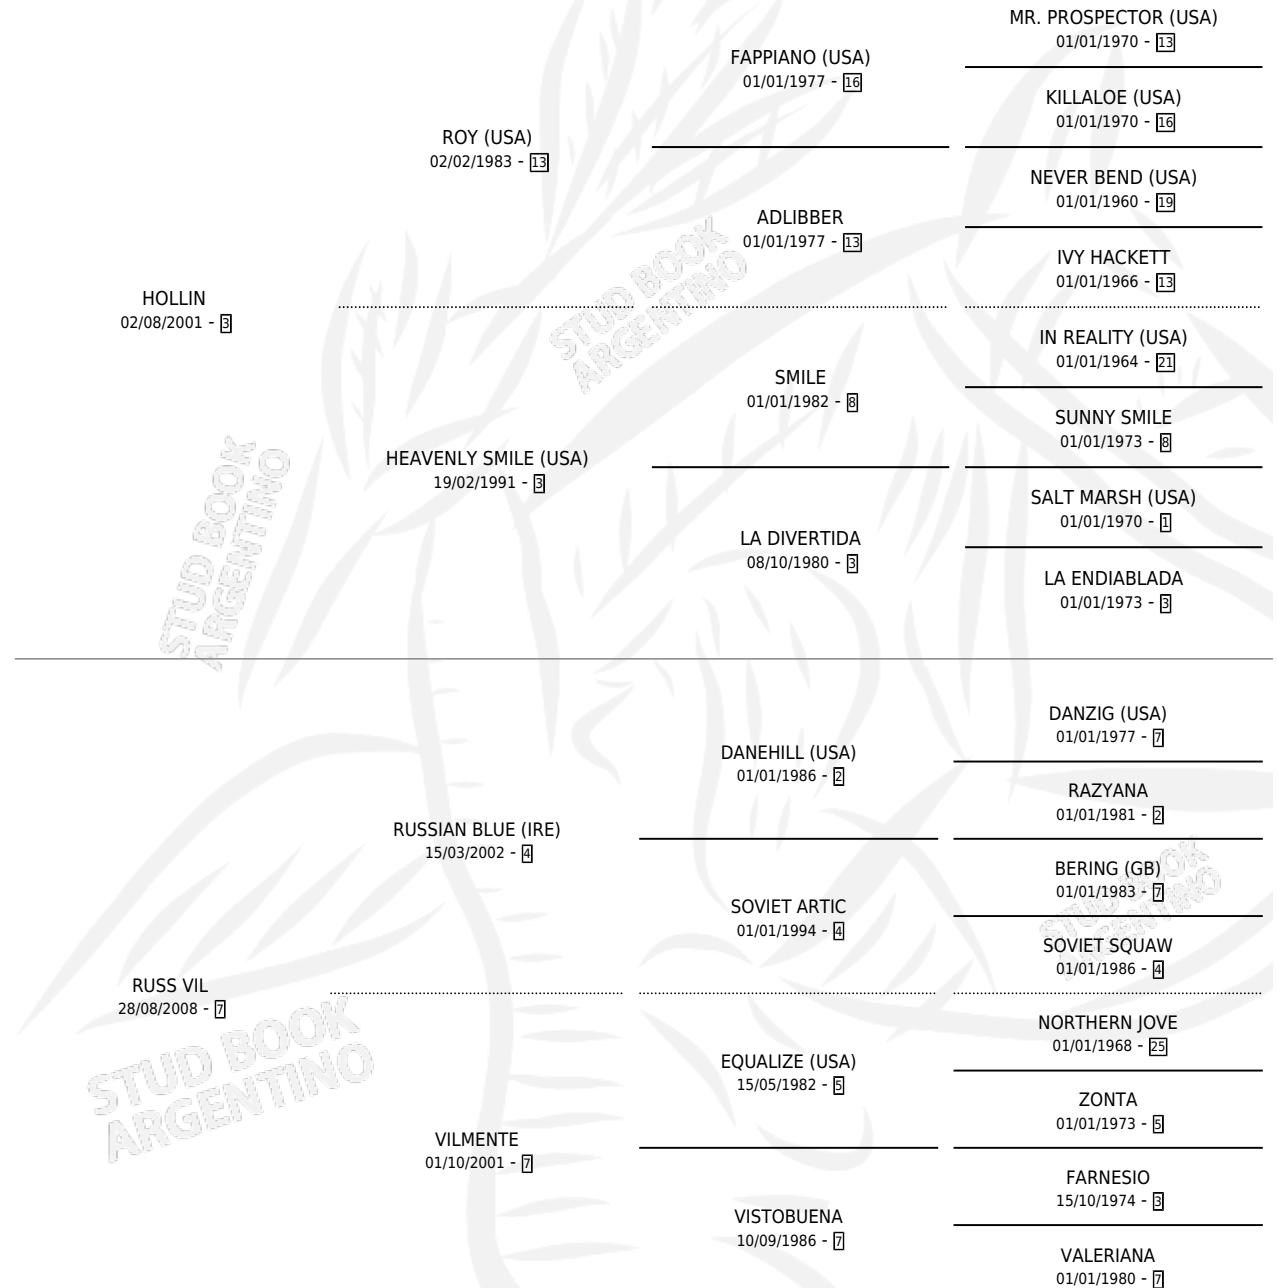 MR. PROSPECTOR (USA)
01/01/1970 - 13
FAPPIANO (USA)
01/01/1977 - 16
KILLALOE (USA)
01/01/1970 - 16
ROY (USA)
02/02/1983 - 13
NEVER BEND (USA)
01/01/1960 - 19
ADLIBBER
01/01/1977 - 13
IVY HACKETT
01/01/1966 - 13
HOLLIN
02/08/2001 - 3
IN REALITY (USA)
01/01/1964 - 21
SMILE
01/01/1982 - 8
SUNNY SMILE
01/01/1973 - 8
HEAVENLY SMILE (USA)
19/02/1991 - 3
SALT MARSH (USA)
01/01/1970 - 1
LA DIVERTIDA
08/10/1980 - 3
LA ENDIABLADA
01/01/1973 - 3
STUD BOOK
ARGENTINO
STUD BOOK
ARGENTINO
DANZIG (USA)
01/01/1977 - 7
DANEHILL (USA)
01/01/1986 - 2
RAZYANA
01/01/1981 - 2
RUSSIAN BLUE (IRE)
15/03/2002 - 4
BERING (GB)
01/01/1983 - 7
SOVIET ARTIC
01/01/1994 - 4
SOVIET SQUAW
01/01/1986 - 4
STUD BOOK
ARGENTINO
RUSS VIL
28/08/2008 - 7
NORTHERN JOVE
01/01/1968 - 25
EQUALIZE (USA)
15/05/1982 - 5
ZONTA
01/01/1973 - 5
VILMENTE
01/10/2001 - 7
FARNESIO
15/10/1974 - 3
VISTOBUENA
10/09/1986 - 7
VALERIANA
01/01/1980 - 7
STUD BOOK
ARGENTINO